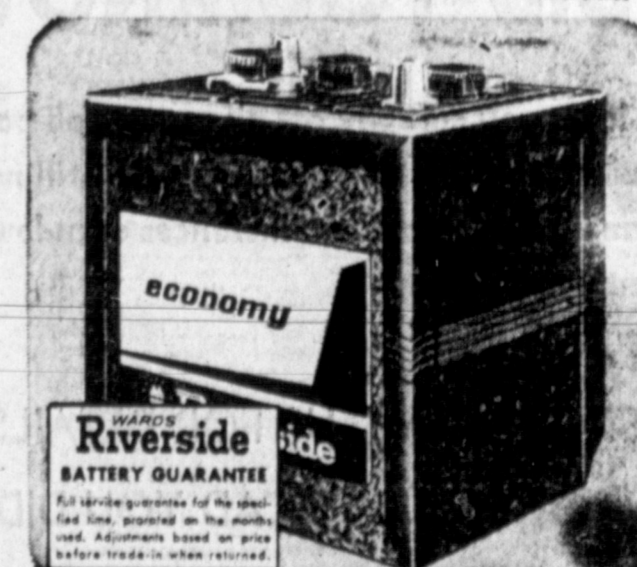 economy
side
WARDS
Riverside
BATTERY GUARANTEE
Full service guarantee for the speci-
fied time, prorated on the months
used. Adjustments based on price
before trade-in when returned.